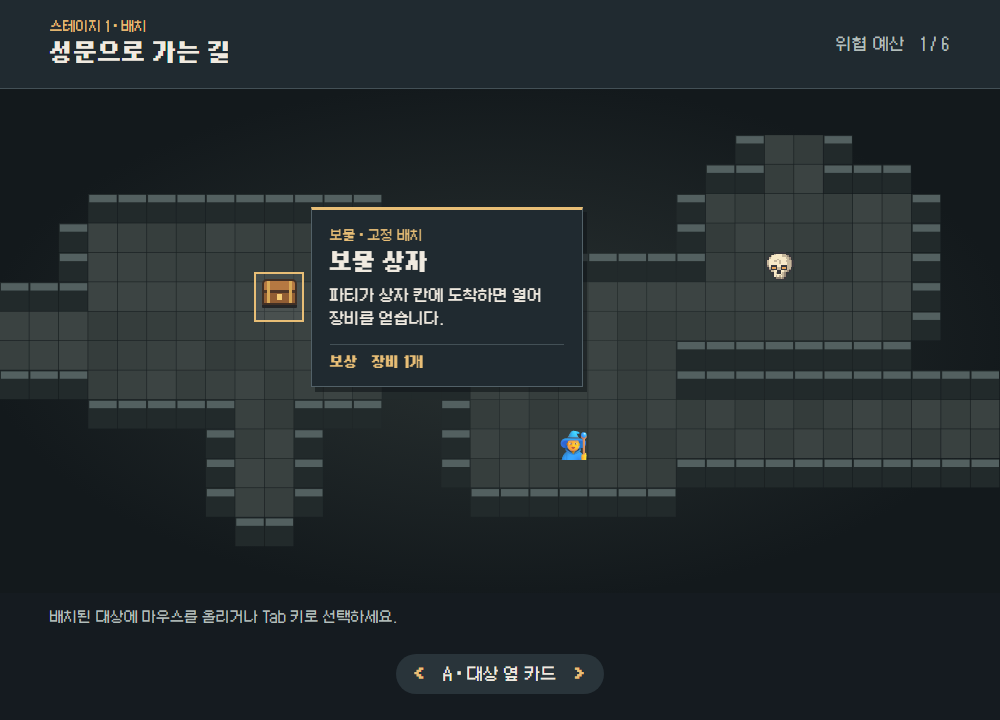 스테이지 1 • 배치
성문으로 가는 길
위협 예산 1 / 6
보물 • 고정 배치
보물 상자
파티가 상자 칸에 도착하면 열어
장비를 얻습니다.
보상 장비 1개
배치된 대상에 마우스를 올리거나 Tab 키로 선택하세요.
< A • 대상 옆 카드 >